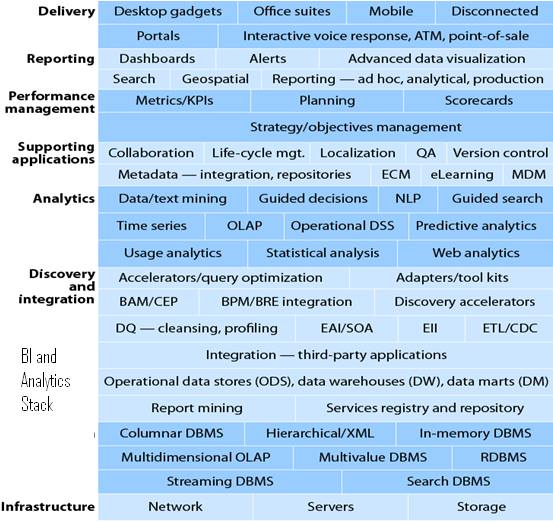 Delivery Desktop gadgets Office suites Mobile Disconnected
Portals Interactive voice response, ATM, point-of-sale
Reporting Dashboards Alerts Advanced data visualization
Search Geospatial Reporting — ad hoc, analytical, production
Performance management Metrics/KPIs Planning Scorecards
Strategy/objectives management
Supporting applications Collaboration Life-cycle mgt. Localization QA Version control
Metadata — integration, repositories ECM eLearning MDM
Analytics Data/text mining Guided decisions NLP Guided search
Time series OLAP Operational DSS Predictive analytics
Usage analytics Statistical analysis Web analytics
Discovery and integration Accelerators/query optimization Adapters/tool kits
BAM/CEP BPM/BRE integration Discovery accelerators
DQ — cleansing, profiling EAI/SOA EII ETL/CDC
Integration — third-party applications
Operational data stores (ODS), data warehouses (DW), data marts (DM)
Report mining Services registry and repository
BI and
Analytics
Stack
Columnar DBMS Hierarchical/XML In-memory DBMS
Multidimensional OLAP Multivalue DBMS RDBMS
Streaming DBMS Search DBMS
Infrastructure Network Servers Storage